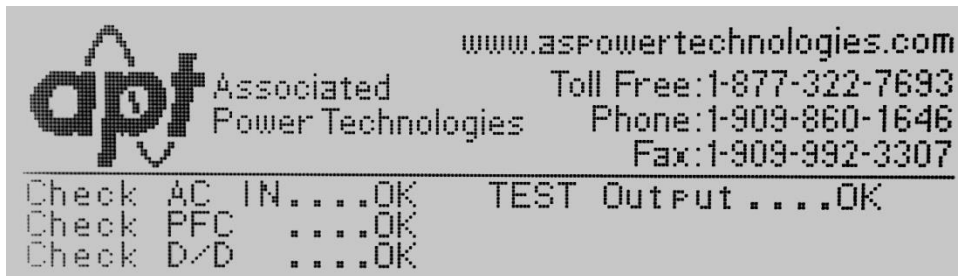 www.aspowertechnologies.com
apt Associated
Power Technologies
Toll Free:1-877-322-7693
Phone:1-909-860-1646
Fax:1-909-992-3307
Check AC IN....OK
Check PFC ....OK
Check D/D ....OK
TEST Output....OK